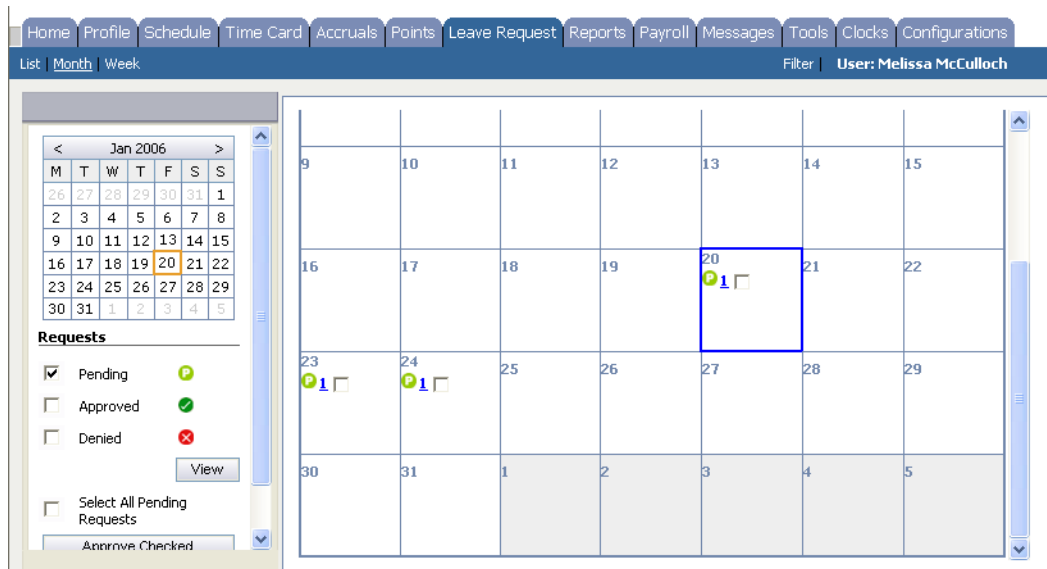 Home Profile Schedule Time Card Accruals Points Leave Request Reports Payroll Messages Tools Clocks Configurations
List | Month | Week Filter | User: Melissa McCulloch
< Jan 2006 >
M T W T F S S
26 27 28 29 30 31 1
2 3 4 5 6 7 8
9 10 11 12 13 14 15
16 17 18 19 20 21 22
23 24 25 26 27 28 29
30 31 1 2 3 4 5
Requests
Pending P
Approved
Denied
View
Select All Pending
Requests
Approve Checked
9 10 11 12 13 14 15
16 17 18 19 20 21 22
P 1
23 24 25 26 27 28 29
P 1 P 1
30 31 1 2 3 4 5